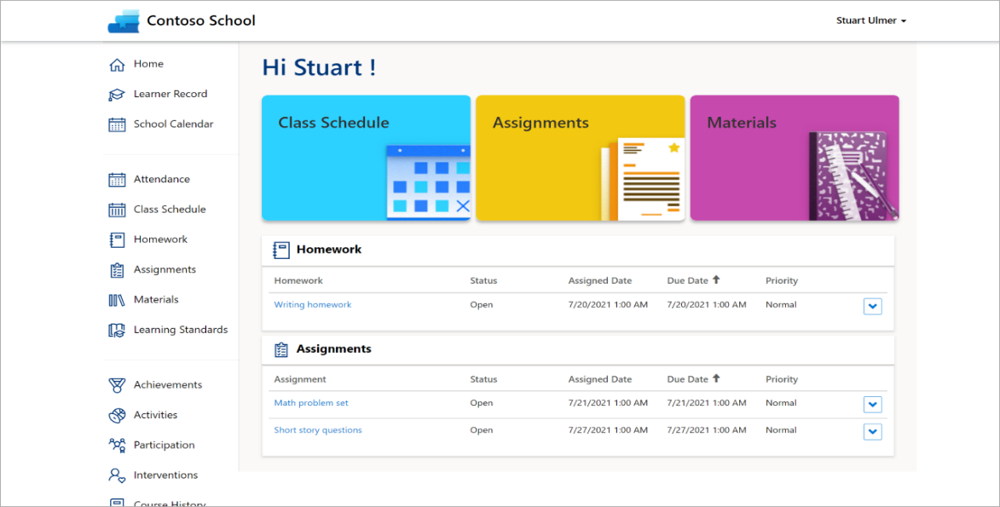 Contoso School
Stuart Ulmer
Home
Learner Record
School Calendar
Attendance
Class Schedule
Homework
Assignments
Materials
Learning Standards
Achievements
Activities
Participation
Interventions
Course History
Hi Stuart !
Class Schedule
Assignments
Materials
Homework
Homework Status Assigned Date Due Date Priority
Writing homework Open 7/20/2021 1:00 AM 7/20/2021 1:00 AM Normal
Assignments
Assignment Status Assigned Date Due Date Priority
Math problem set Open 7/21/2021 1:00 AM 7/21/2021 1:00 AM Normal
Short story questions Open 7/27/2021 1:00 AM 7/27/2021 1:00 AM Normal